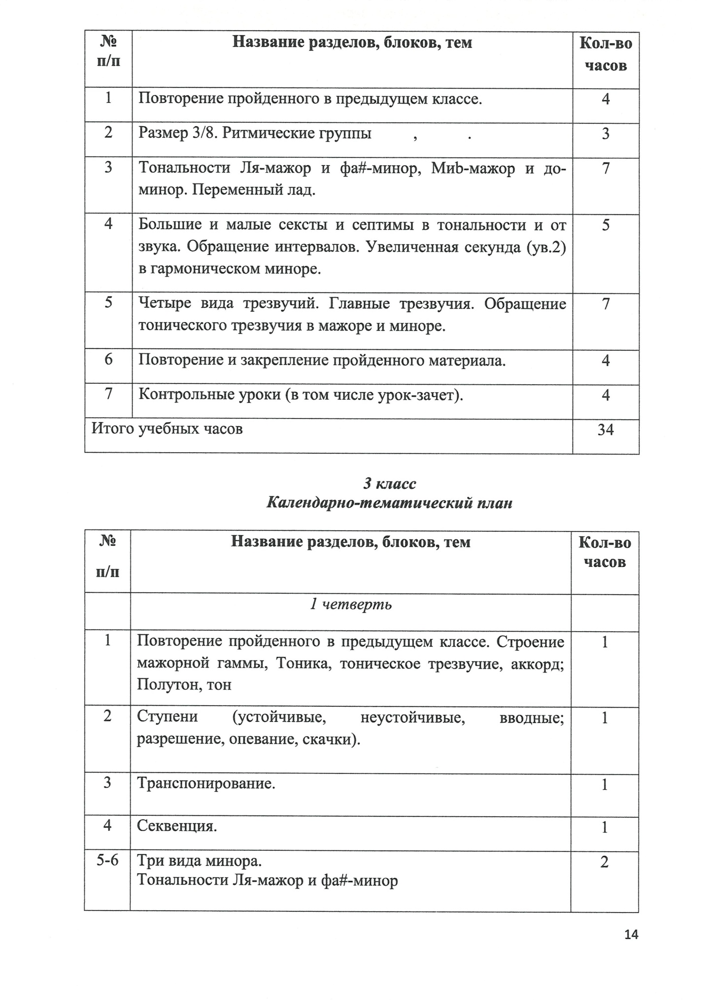 № Название разделов, блоков, тем Кол-во
п/п часов
1 Повторение пройденного в предыдущем классе. 4
2 Размер 3/8. Ритмические группы , . 3
3 Тональности Ля-мажор и фа#-минор, Миb-мажор и до- 7
минор. Переменный лад.
4 Большие и малые сексты и септимы в тональности и от 5
звука. Обращение интервалов. Увеличенная секунда (ув.2)
в гармоническом миноре.
5 Четыре вида трезвучий. Главные трезвучия. Обращение 7
тонического трезвучия в мажоре и миноре.
6 Повторение и закрепление пройденного материала. 4
7 Контрольные уроки (в том числе урок-зачет). 4
Итого учебных часов 34
3 класс
Календарно-тематический план
№ Название разделов, блоков, тем Кол-во
п/п часов
1 четверть
1 Повторение пройденного в предыдущем классе. Строение 1
мажорной гаммы, Тоника, тоническое трезвучие, аккорд;
Полутон, тон
2 Ступени (устойчивые, неустойчивые, вводные; 1
разрешение, опевание, скачки).
3 Транспонирование. 1
4 Секвенция. 1
5-6 Три вида минора. 2
Тональности Ля-мажор и фа#-минор
14